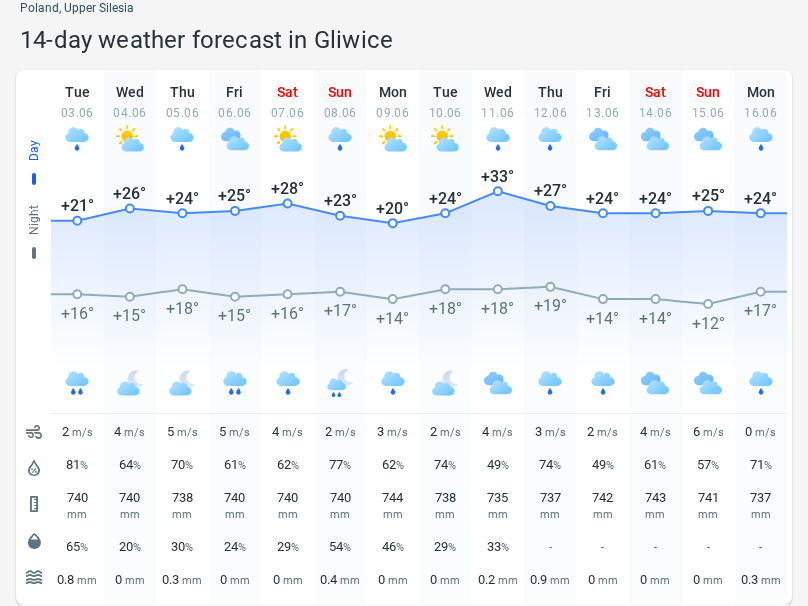 Poland, Upper Silesia
14-day weather forecast in Gliwice
Tue Wed Thu Fri Sat Sun Mon Tue Wed Thu Fri Sat Sun Mon
03.06 04.06 05.06 06.06 07.06 08.06 09.06 10.06 11.06 12.06 13.06 14.06 15.06 16.06
Day
+21° +26° +24° +25° +28° +23° +20° +24° +33° +27° +24° +24° +25° +24°
Night
+16° +15° +18° +15° +16° +17° +14° +18° +18° +19° +14° +14° +12° +17°
2 m/s 4 m/s 5 m/s 5 m/s 4 m/s 2 m/s 3 m/s 2 m/s 4 m/s 3 m/s 2 m/s 4 m/s 6 m/s 0 m/s
81% 64% 70% 61% 62% 77% 62% 74% 49% 74% 49% 61% 57% 71%
740 740 738 740 740 740 744 738 735 737 742 743 741 737
mm mm mm mm mm mm mm mm mm mm mm mm mm mm
65% 20% 30% 24% 29% 54% 46% 29% 33% - - - - -
0.8 mm 0 mm 0.3 mm 0 mm 0 mm 0.4 mm 0 mm 0 mm 0.2 mm 0.9 mm 0 mm 0 mm 0 mm 0.3 mm